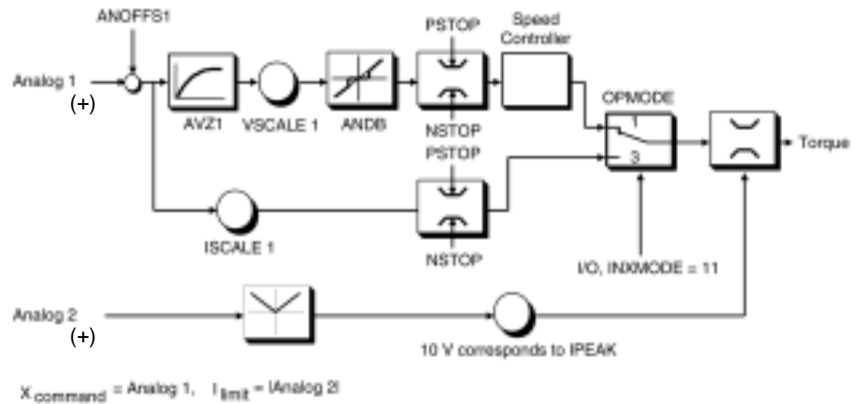 ANOFFS1
PSTOP
Speed
Controller
Analog 1
(+)
AVZ1
VSCALE 1
ANDB
NSTOP
OPMODE
1
3
Torque
PSTOP
ISCALE 1
NSTOP
I/O, INXMODE = 11
Analog 2
(+)
10 V corresponds to IPEAK
X command = Analog 1, I limit = |Analog 2|